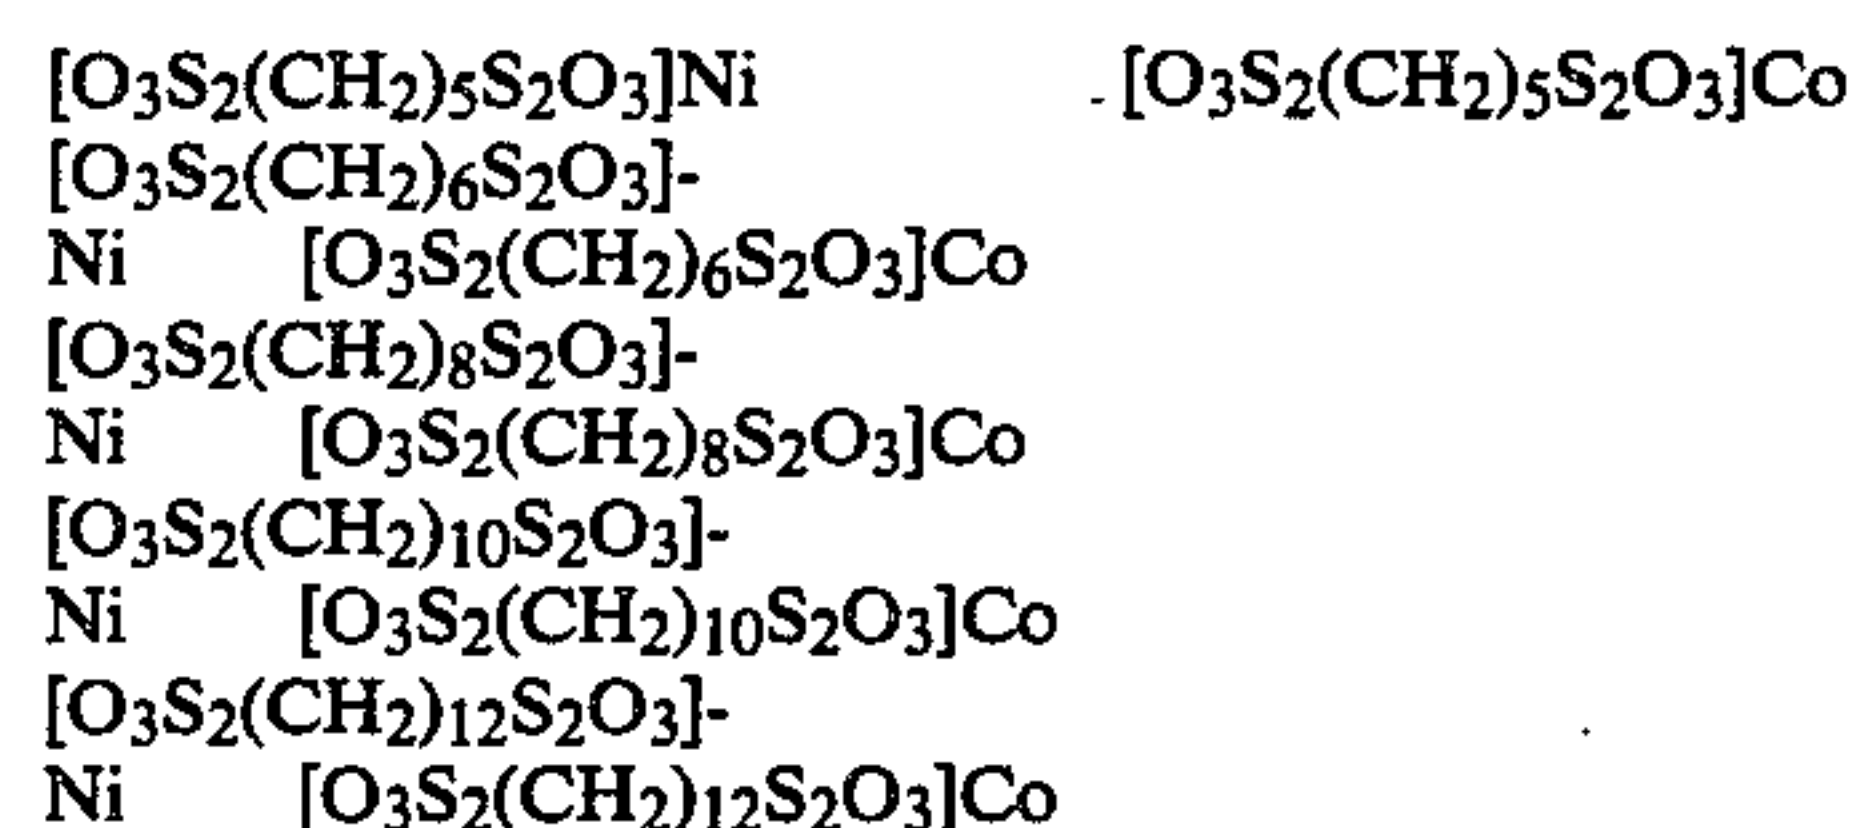 [O₃S₂(CH₂)₅S₂O₃]Ni [O₃S₂(CH₂)₅S₂O₃]Co
[O₃S₂(CH₂)₆S₂O₃]-
Ni [O₃S₂(CH₂)₆S₂O₃]Co
[O₃S₂(CH₂)₈S₂O₃]-
Ni [O₃S₂(CH₂)₈S₂O₃]Co
[O₃S₂(CH₂)₁₀S₂O₃]-
Ni [O₃S₂(CH₂)₁₀S₂O₃]Co
[O₃S₂(CH₂)₁₂S₂O₃]-
Ni [O₃S₂(CH₂)₁₂S₂O₃]Co